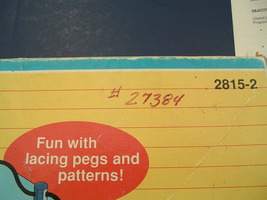 2815-2
# 27384
Fun with
lacing pegs and
patterns!